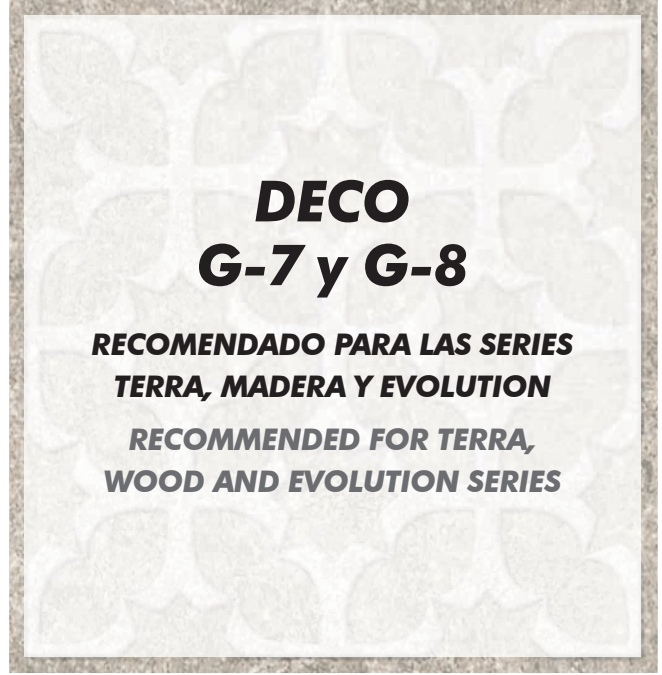 DECO
G-7 y G-8
RECOMENDADO PARA LAS SERIES
TERRA, MADERA Y EVOLUTION
RECOMMENDED FOR TERRA,
WOOD AND EVOLUTION SERIES